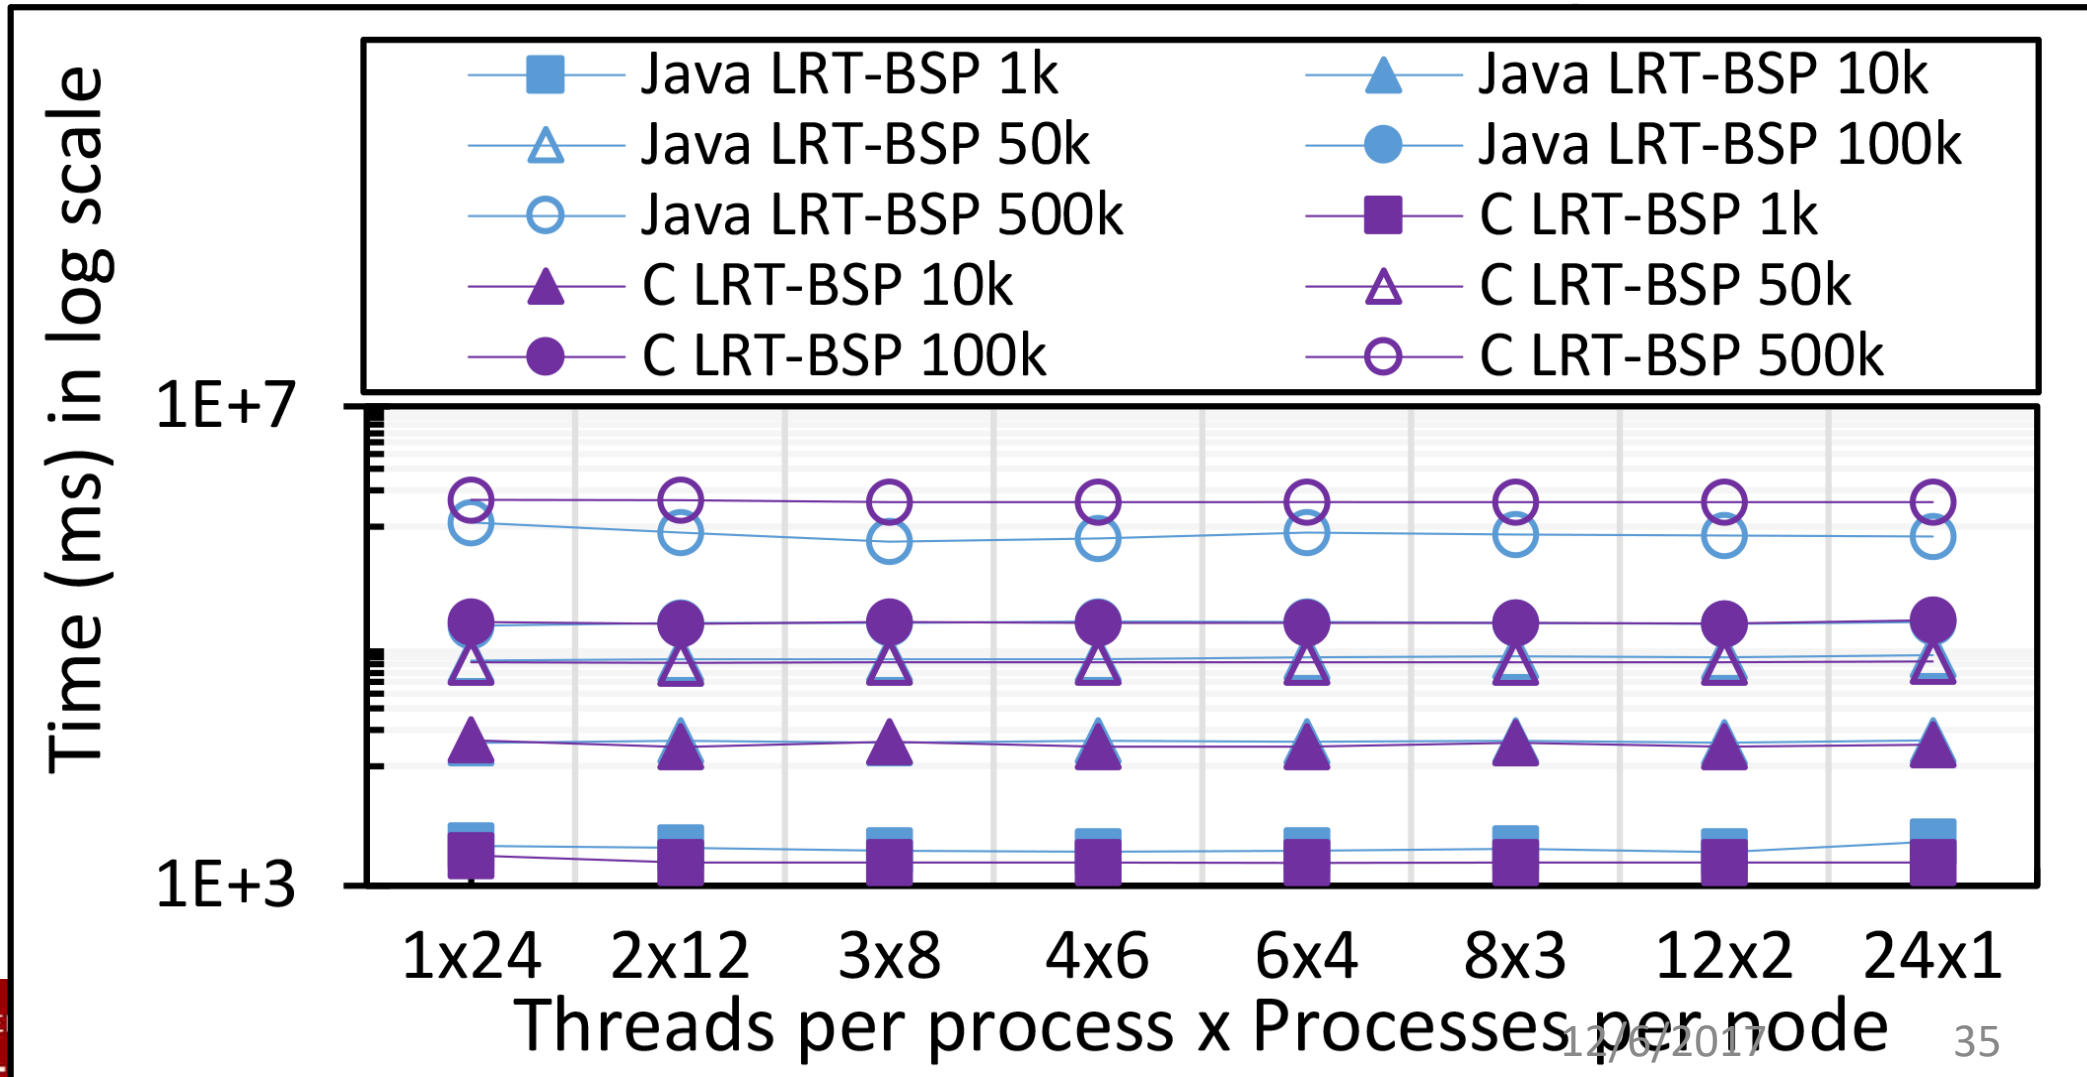 Time (ms) in log scale
Java LRT-BSP 1k
Java LRT-BSP 10k
Java LRT-BSP 50k
Java LRT-BSP 100k
Java LRT-BSP 500k
C LRT-BSP 1k
C LRT-BSP 10k
C LRT-BSP 50k
C LRT-BSP 100k
C LRT-BSP 500k
1E+7
1E+3
1x24 2x12 3x8 4x6 6x4 8x3 12x2 24x1
Threads per process x Processes per node
12/6/2017 35